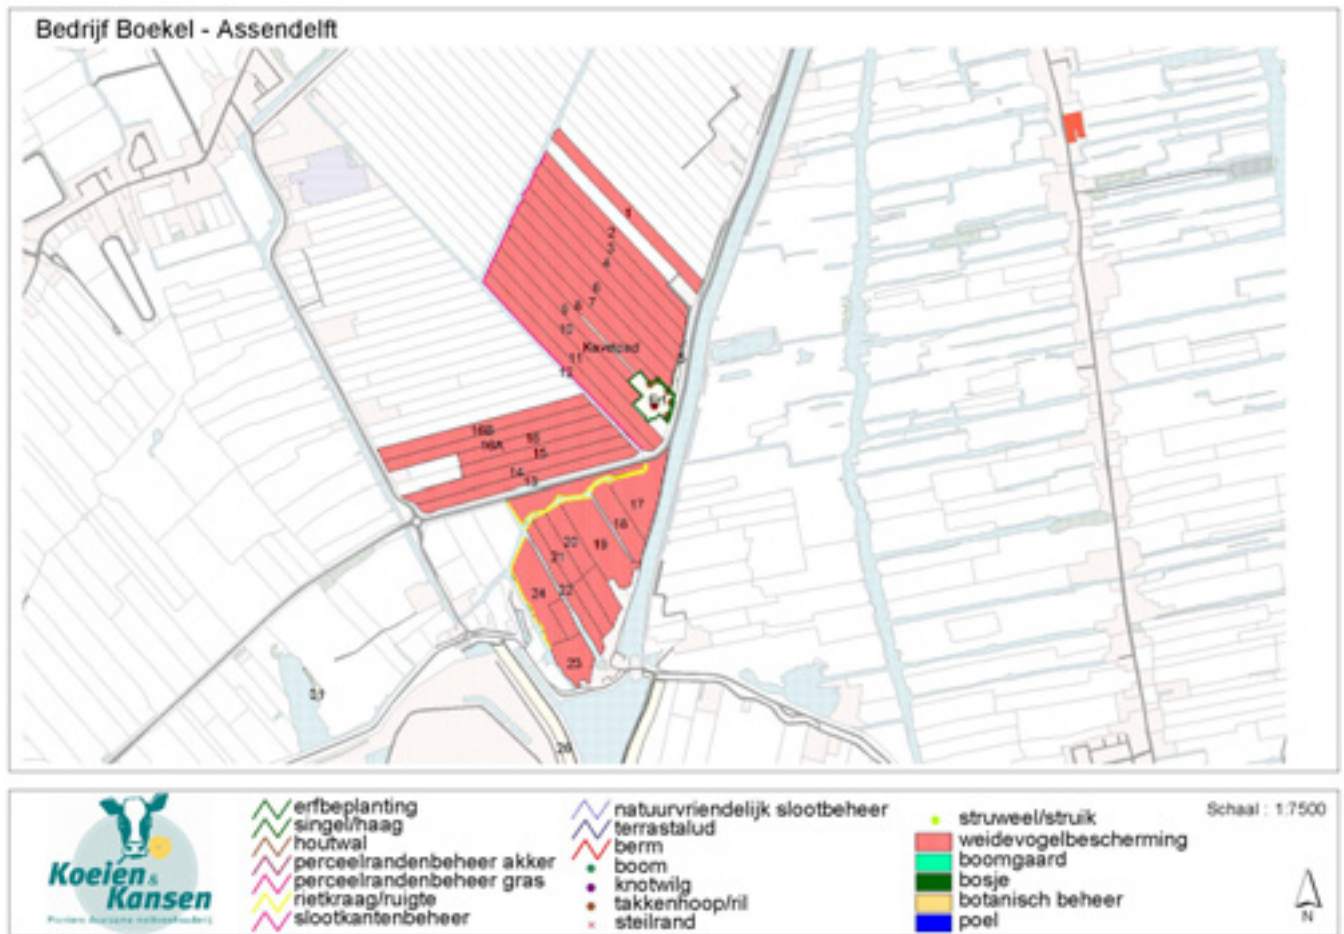 Bedrijf Boekel - Assendelft
1
2
3
4
6
7
8
9
10
Kavelpad
11
12
16B
16
16A
15
14
13
17
18
20
19
21
22
24
23
26
Koeien &
Kansen
Pioniers duurzame melkveehouderij
erfbeplanting
singel/haag
houtwal
perceelrandenbeheer akker
perceelrandenbeheer gras
rietkraag/ruigte
slootkantenbeheer
natuurvriendelijk slootbeheer
terrastalud
berm
boom
knotwilg
takkenhoop/ril
steilrand
struweel/struik
weidevogelbescherming
boomgaard
bosje
botanisch beheer
poel
Schaal : 1:7500
N